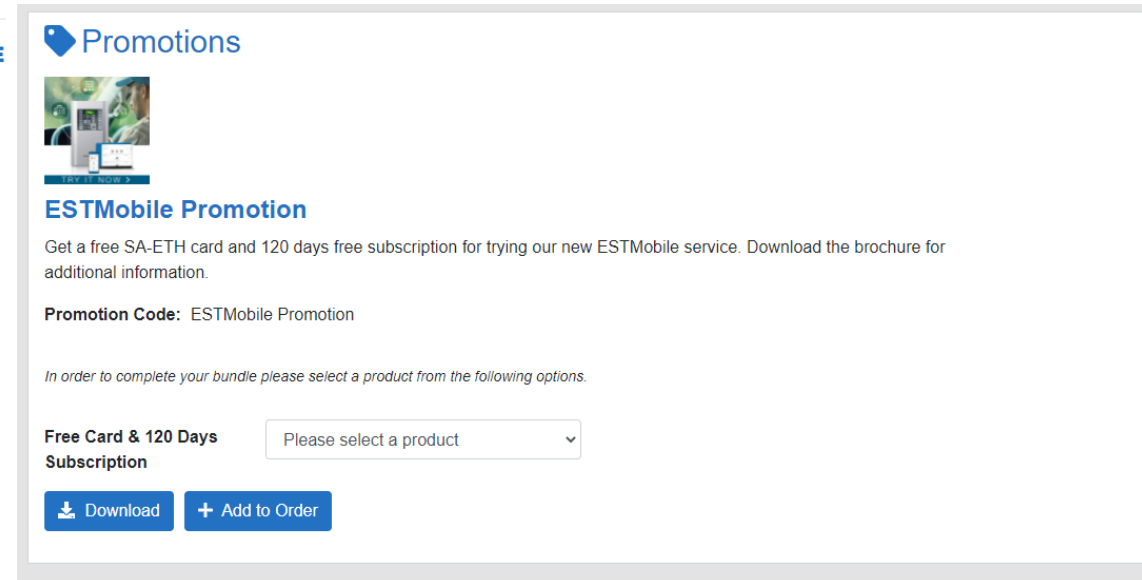 Promotions
TRY IT NOW >
ESTMobile Promotion
Get a free SA-ETH card and 120 days free subscription for trying our new ESTMobile service. Download the brochure for
additional information.
Promotion Code: ESTMobile Promotion
In order to complete your bundle please select a product from the following options.
Free Card & 120 Days
Subscription
Please select a product
Download
+ Add to Order